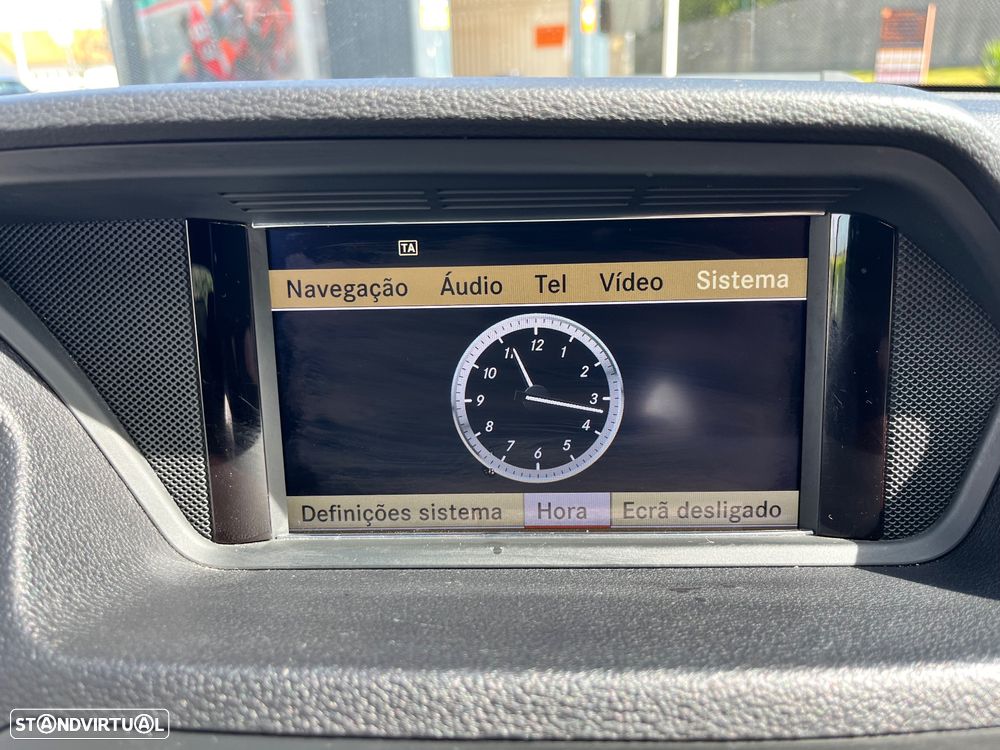 TA
Navegação Áudio Tel Vídeo Sistema
12
11 1
10 2
9 3
8 4
7 5
6
Definições sistema Hora Ecrã desligado
STANDVIRTUAL